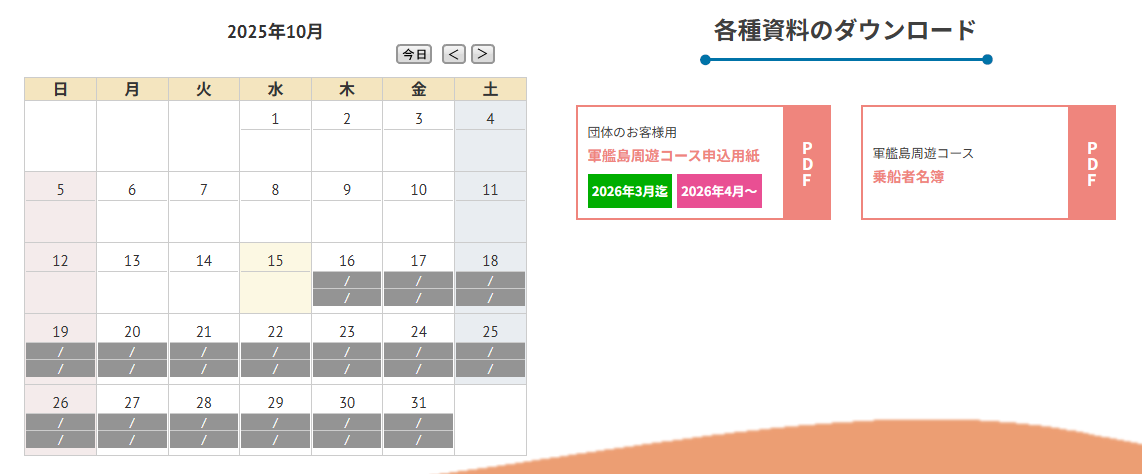 2025年10月
今日 < >
日 月 火 水 木 金 土
1 2 3 4
5 6 7 8 9 10 11
12 13 14 15 16 17 18
/ / /
/ / /
19 20 21 22 23 24 25
/ / / / / / /
/ / / / / / /
26 27 28 29 30 31
/ / / / / /
/ / / / / /
各種資料のダウンロード
団体のお客様用
軍艦島周遊コース申込用紙
2026年3月迄 2026年4月～
PDF
軍艦島周遊コース
乗船者名簿
PDF